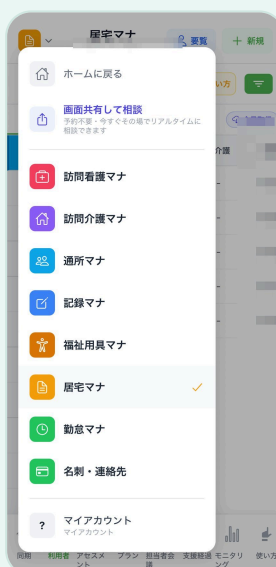 居宅マナ
要覧
+ 新規
ホームに戻る
画面共有して相談
予約不要・今すぐその場でリアルタイムに
相談できます
い方
介護
訪問看護マナ
訪問介護マナ
通所マナ
記録マナ
福祉用具マナ
居宅マナ
勤怠マナ
名刺・連絡先
?
マイアカウント
マイアカウント
利用者
アセスメ
ント
プラン
担当者会
議
支援経過
モニタリ
ング
使い方